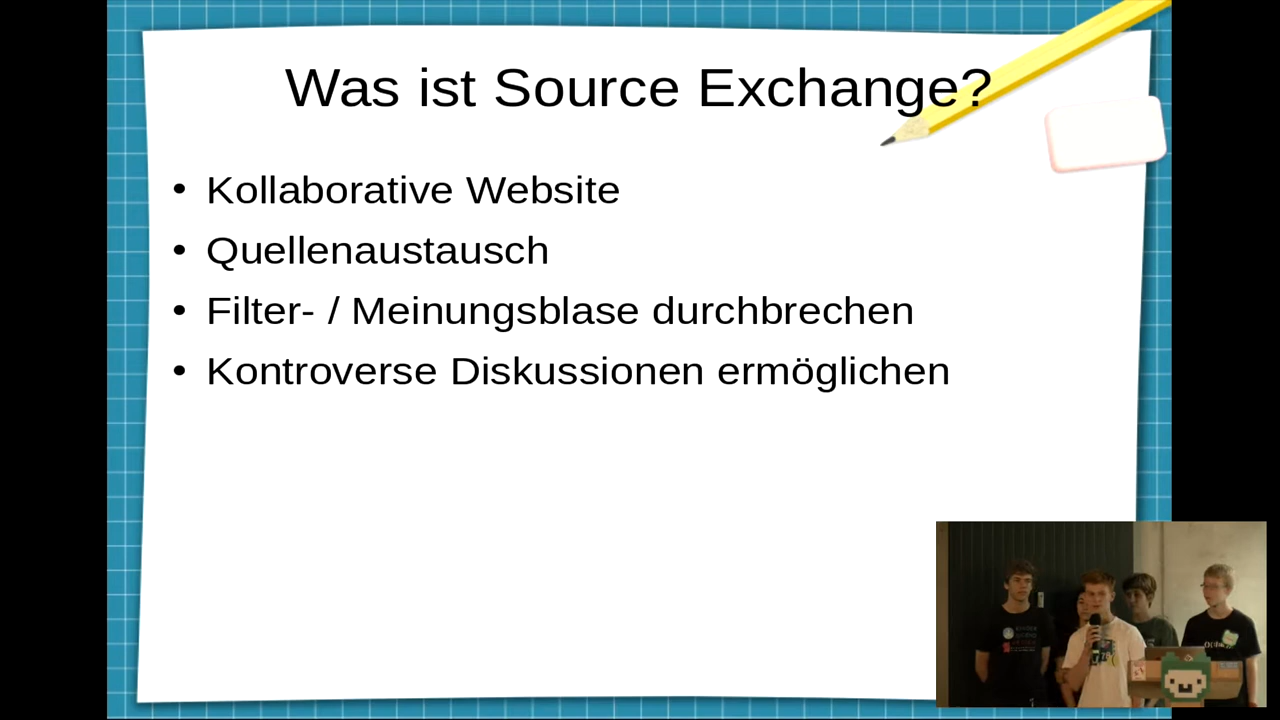 Was ist Source Exchange?
• Kollaborative Website
• Quellenaustausch
• Filter- / Meinungsblase durchbrechen
• Kontroverse Diskussionen ermöglichen